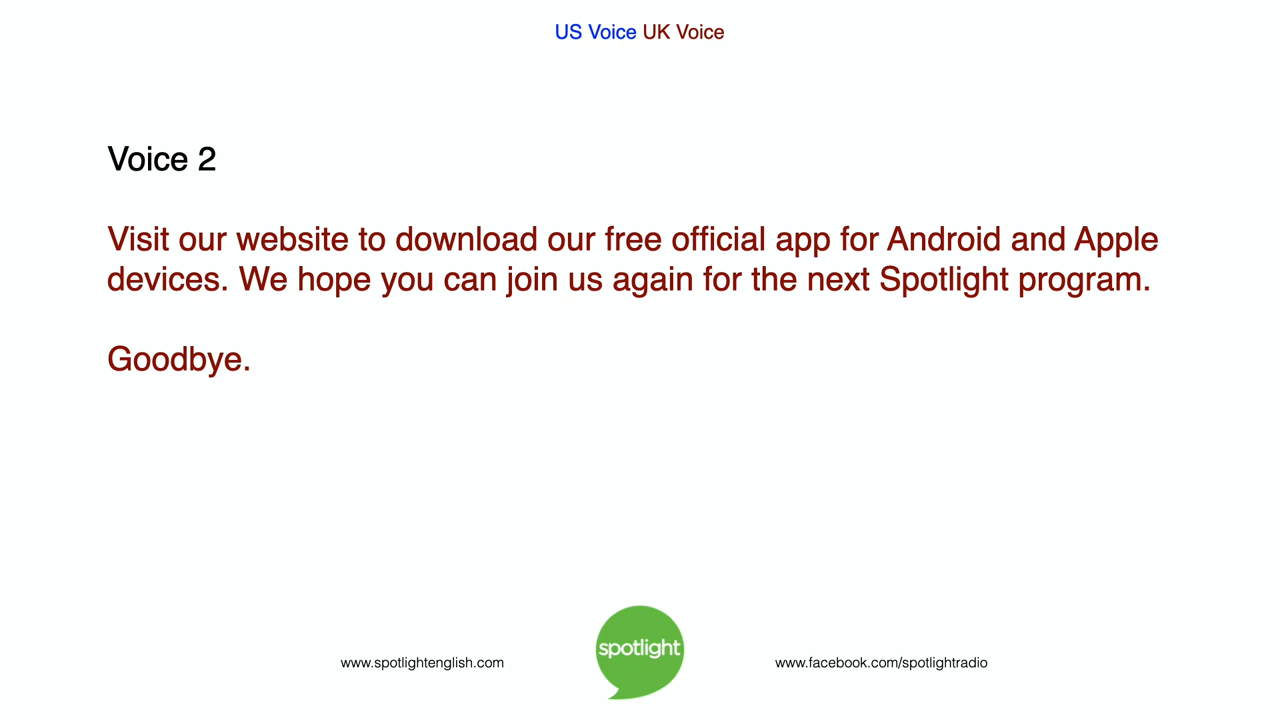 US Voice UK Voice
Voice 2
Visit our website to download our free official app for Android and Apple
devices. We hope you can join us again for the next Spotlight program.
Goodbye.
spotlight
www.spotlightenglish.com
www.facebook.com/spotlightradio